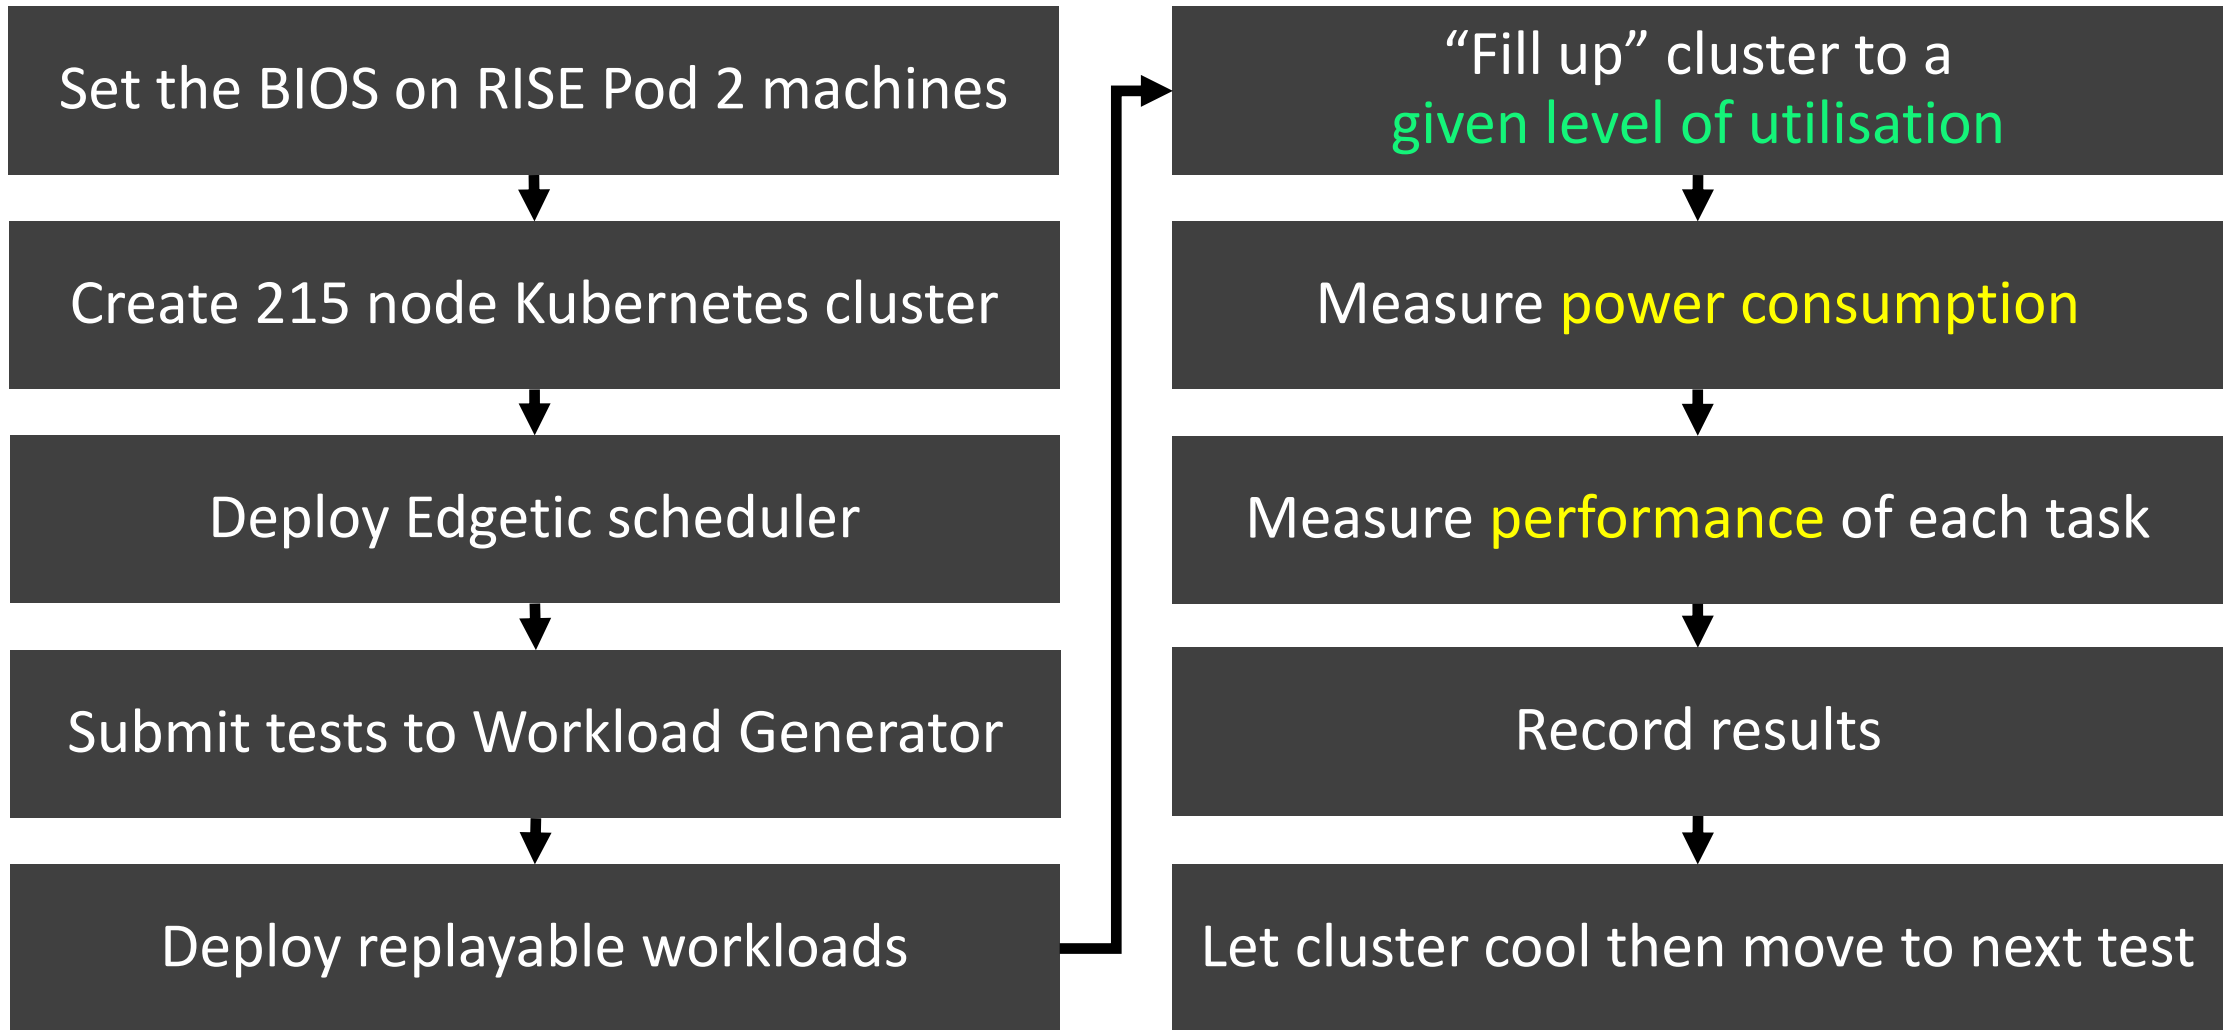 Set the BIOS on RISE Pod 2 machines
Create 215 node Kubernetes cluster
Deploy Edgetic scheduler
Submit tests to Workload Generator
Deploy replayable workloads
“Fill up” cluster to a
given level of utilisation
Measure power consumption
Measure performance of each task
Record results
Let cluster cool then move to next test